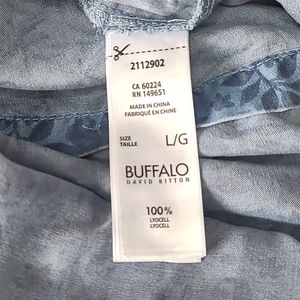 2112902
CA 60224
RN 149651
MADE IN CHINA
FABRIQUÉ EN CHINE
SIZE
TAILLE
L/G
BUFFALO
DAVID BITTON
100%
LYOCELL
LYOCELL